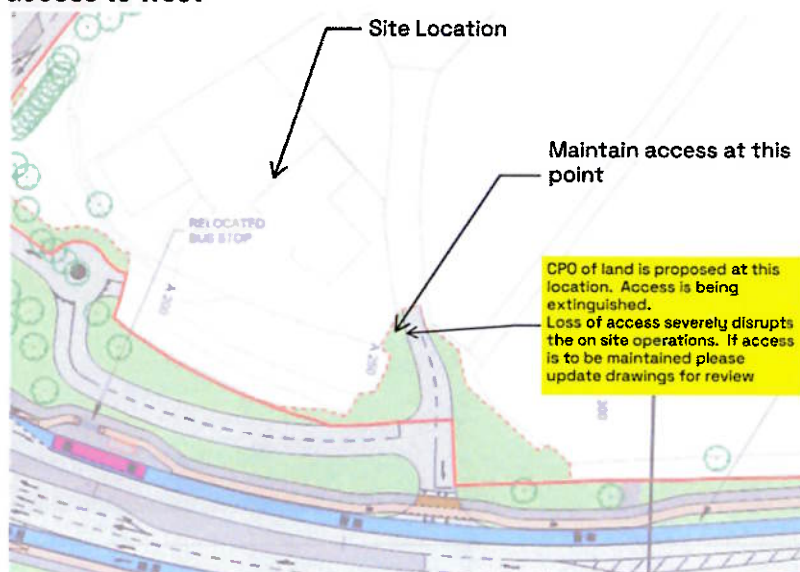 access to west
Site Location
Maintain access at this
point
RELOCATED
BUS STOP
CPO of land is proposed at this
location. Access is being
extinguished.
Loss of access severely disrupts
the on site operations. If access
is to be maintained please
update drawings for review
A 200
A 250
300